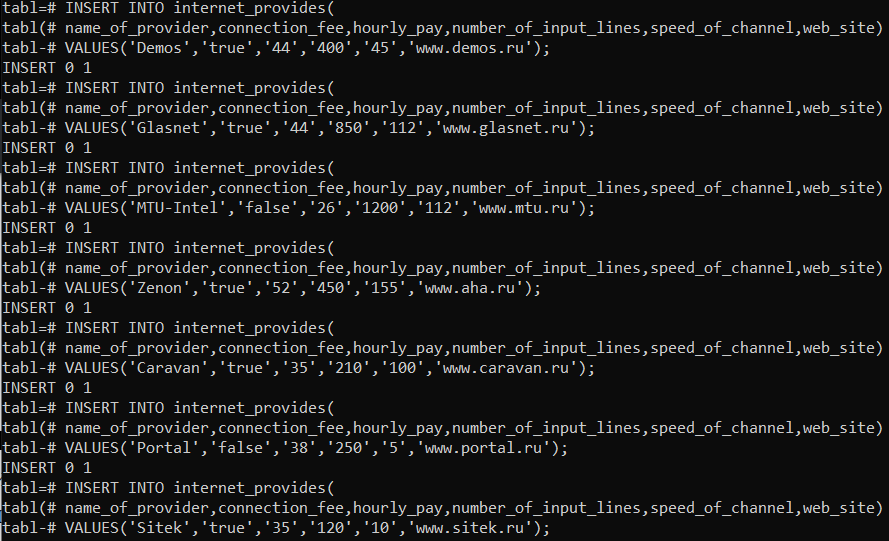 tabl=# INSERT INTO internet_provides(
tabl(# name_of_provider,connection_fee,hourly_pay,number_of_input_lines,speed_of_channel,web_site)
tabl-# VALUES('Demos','true','44','400','45','www.demos.ru');
INSERT 0 1
tabl=# INSERT INTO internet_provides(
tabl(# name_of_provider,connection_fee,hourly_pay,number_of_input_lines,speed_of_channel,web_site)
tabl-# VALUES('Glasnet','true','44','850','112','www.glasnet.ru');
INSERT 0 1
tabl=# INSERT INTO internet_provides(
tabl(# name_of_provider,connection_fee,hourly_pay,number_of_input_lines,speed_of_channel,web_site)
tabl-# VALUES('MTU-Intel','false','26','1200','112','www.mtu.ru');
INSERT 0 1
tabl=# INSERT INTO internet_provides(
tabl(# name_of_provider,connection_fee,hourly_pay,number_of_input_lines,speed_of_channel,web_site)
tabl-# VALUES('Zenon','true','52','450','155','www.aha.ru');
INSERT 0 1
tabl=# INSERT INTO internet_provides(
tabl(# name_of_provider,connection_fee,hourly_pay,number_of_input_lines,speed_of_channel,web_site)
tabl-# VALUES('Caravan','true','35','210','100','www.caravan.ru');
INSERT 0 1
tabl=# INSERT INTO internet_provides(
tabl(# name_of_provider,connection_fee,hourly_pay,number_of_input_lines,speed_of_channel,web_site)
tabl-# VALUES('Portal','false','38','250','5','www.portal.ru');
INSERT 0 1
tabl=# INSERT INTO internet_provides(
tabl(# name_of_provider,connection_fee,hourly_pay,number_of_input_lines,speed_of_channel,web_site)
tabl-# VALUES('Sitek','true','35','120','10','www.sitek.ru');